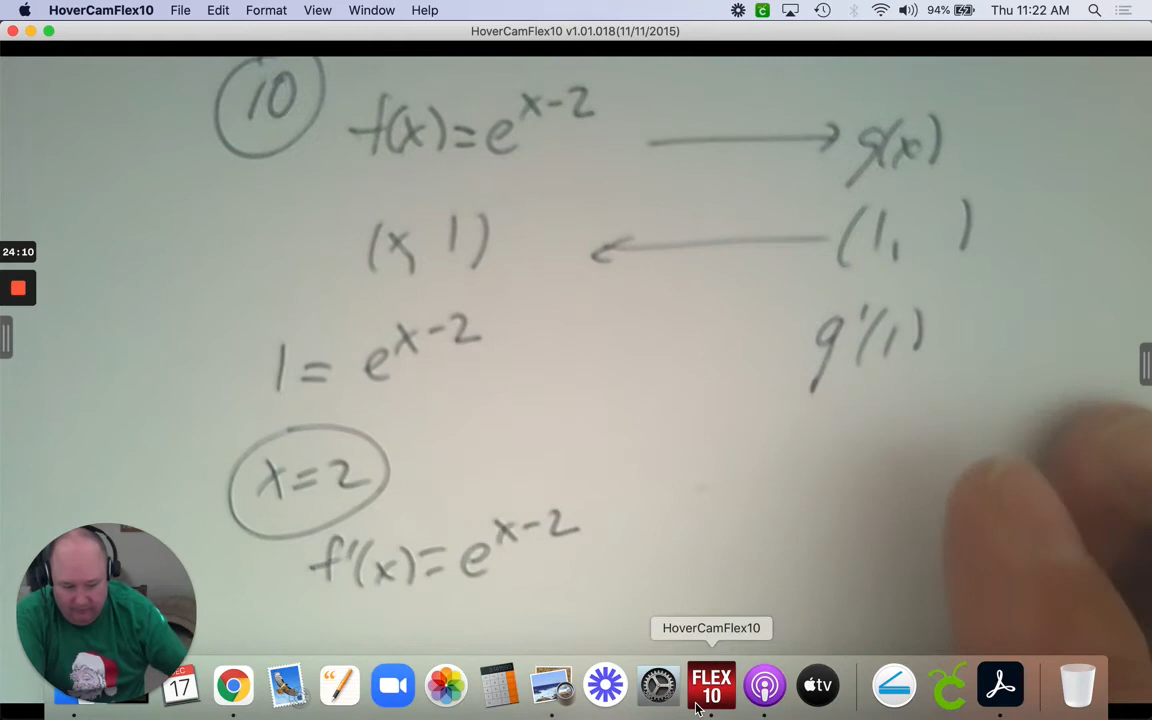 HoverCamFlex10 File Edit Format View Window Help 94% Thu 11:22 AM
HoverCamFlex10 v1.01.018(11/11/2015)
10 f(x)=e^{x-2} → g(x)
(x, 1) ← (1, )
24:10
1 = e^{x-2} g'(1)
x=2
f'(x)=e^{x-2}
HoverCamFlex10
DEC
17
FLEX
10
tv